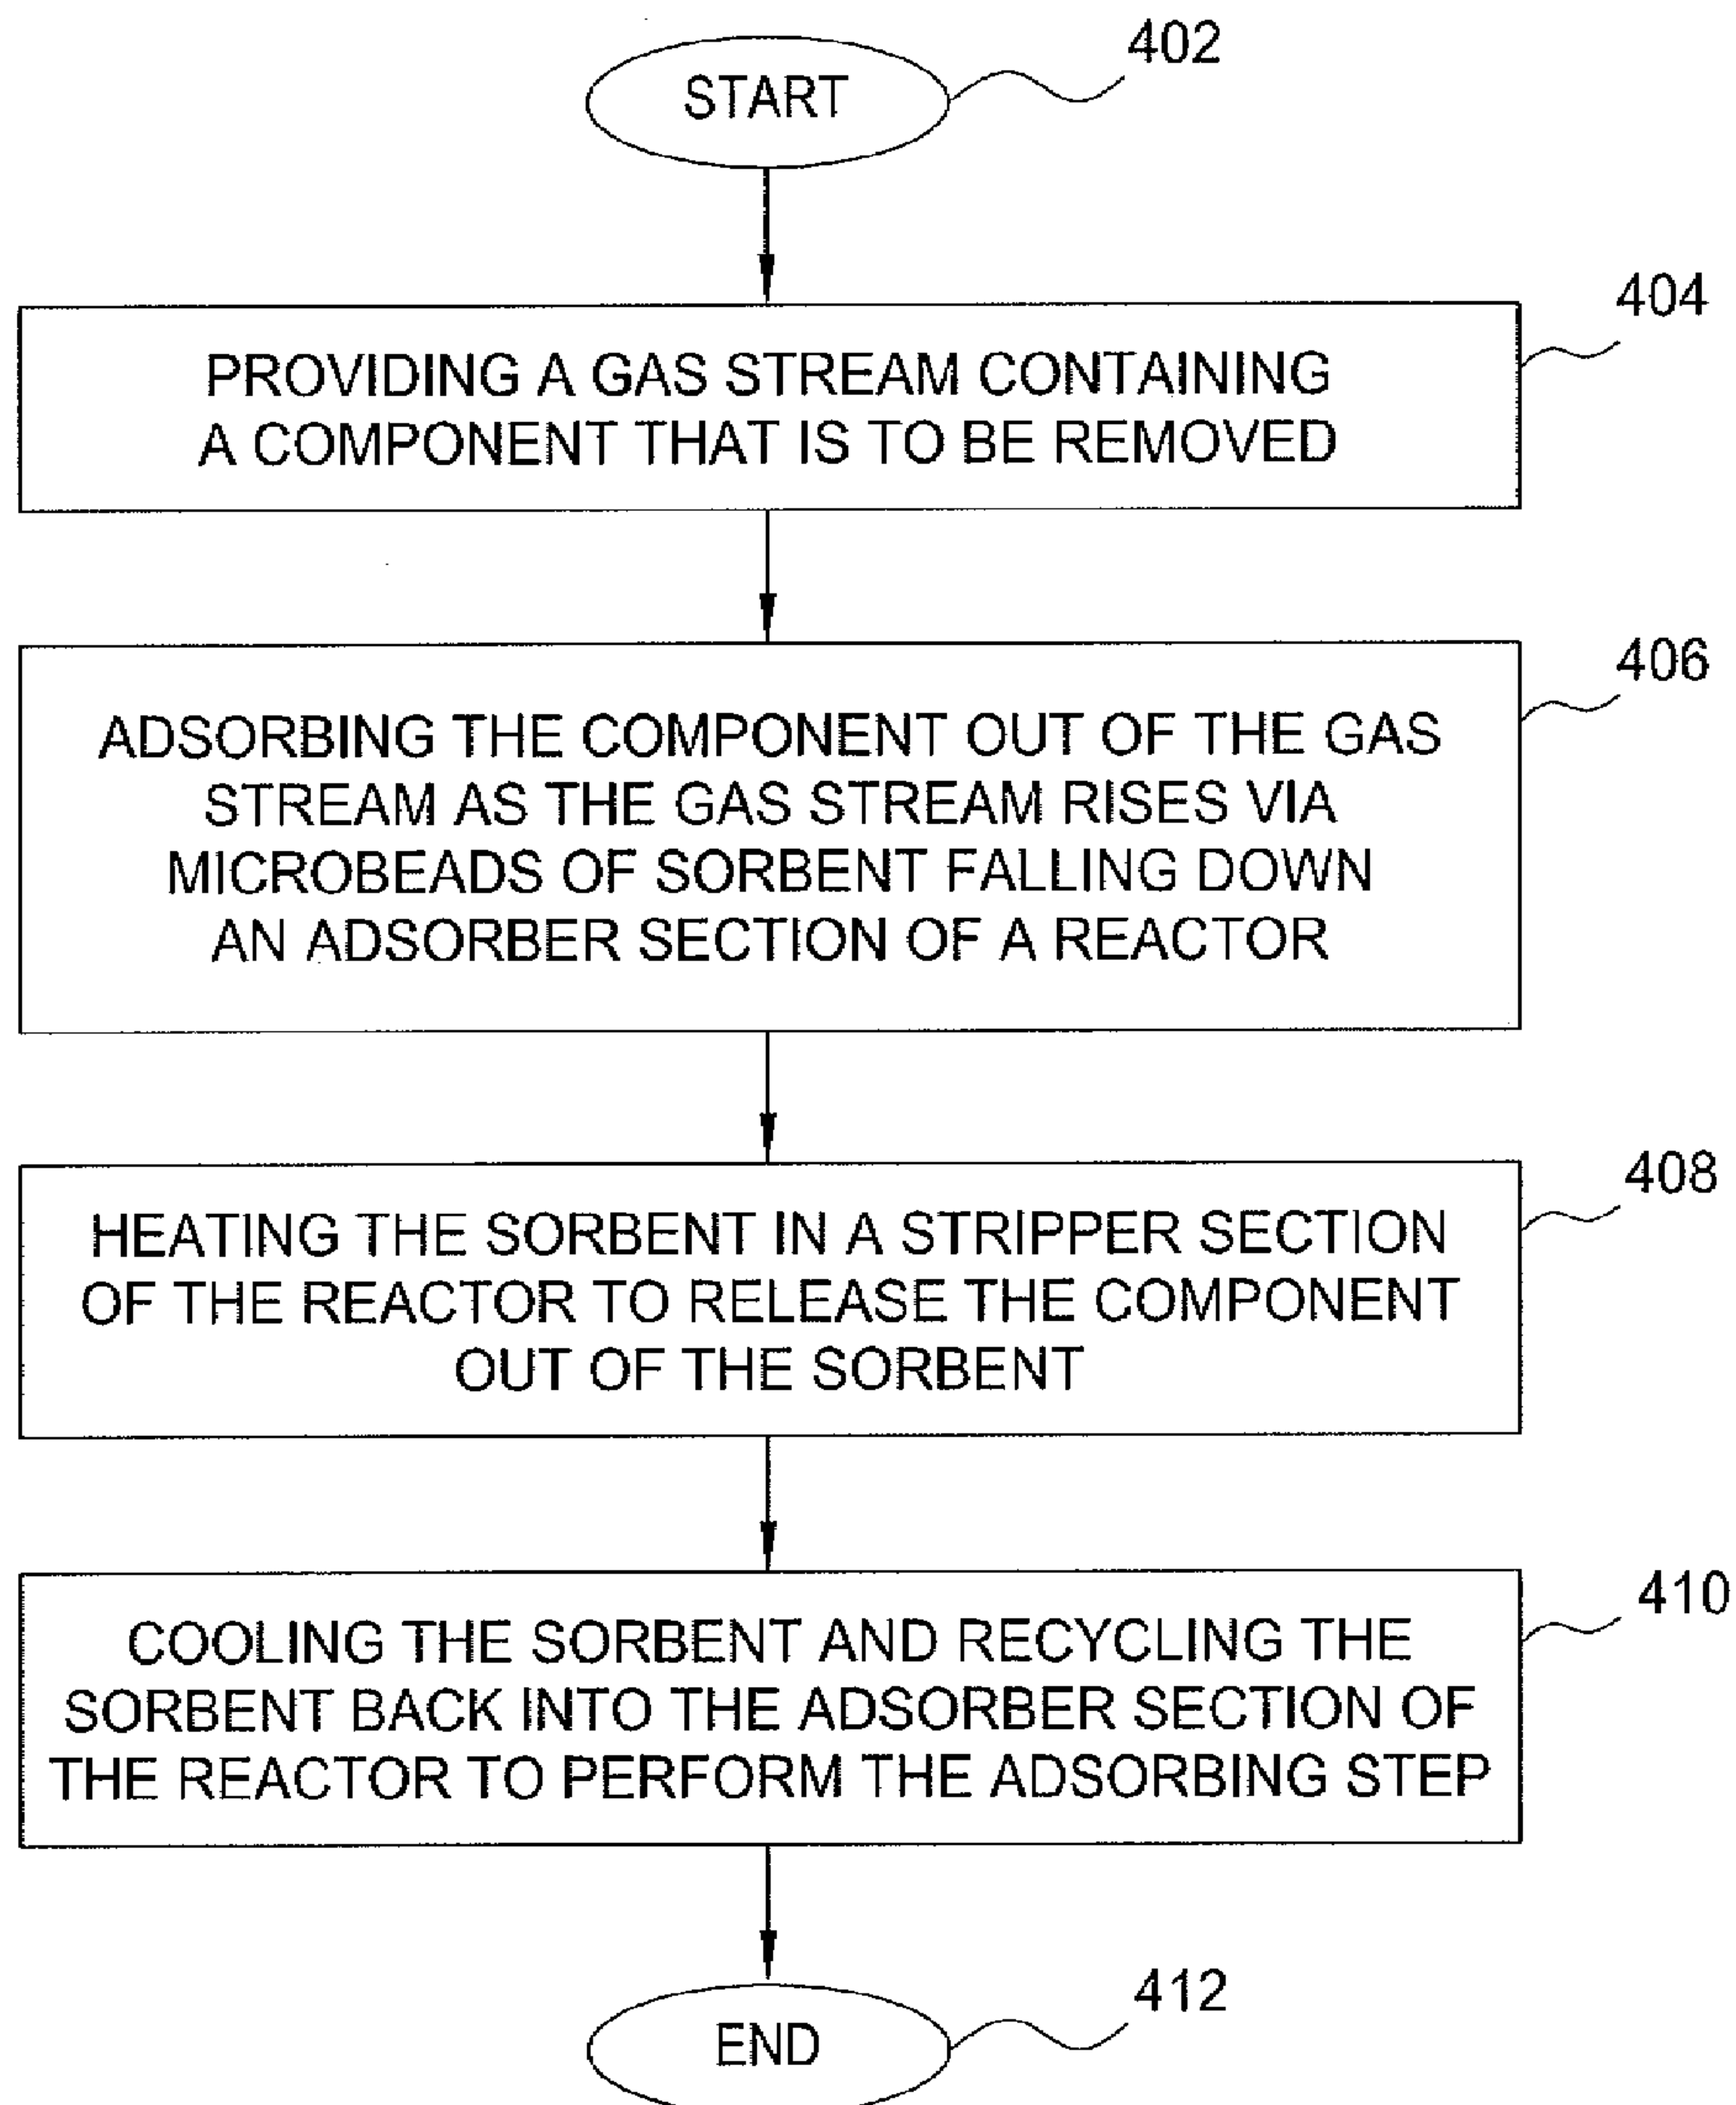 START
402
404
PROVIDING A GAS STREAM CONTAINING
A COMPONENT THAT IS TO BE REMOVED
406
ADSORBING THE COMPONENT OUT OF THE GAS
STREAM AS THE GAS STREAM RISES VIA
MICROBEADS OF SORBENT FALLING DOWN
AN ADSORBER SECTION OF A REACTOR
408
HEATING THE SORBENT IN A STRIPPER SECTION
OF THE REACTOR TO RELEASE THE COMPONENT
OUT OF THE SORBENT
410
COOLING THE SORBENT AND RECYCLING THE
SORBENT BACK INTO THE ADSORBER SECTION OF
THE REACTOR TO PERFORM THE ADSORBING STEP
412
END